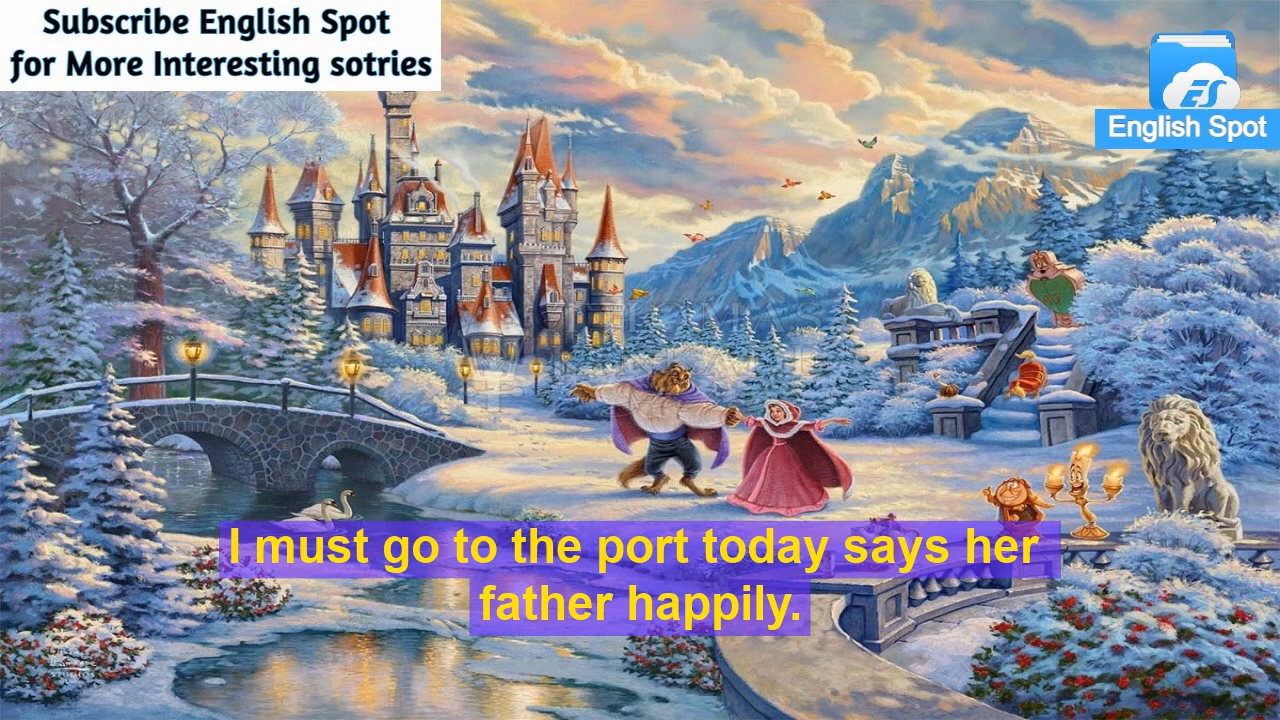 Subscribe English Spot
for More Interesting sotries
ES
English Spot
I must go to the port today says her
father happily.